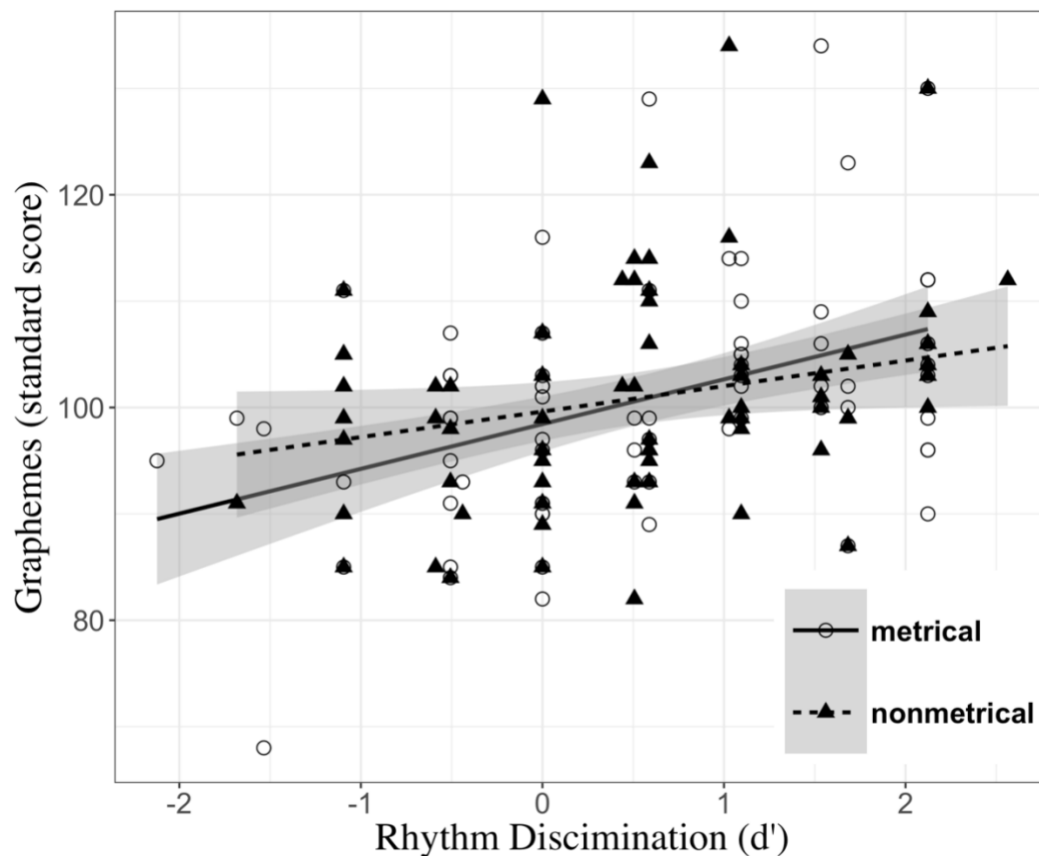 Graphemes (standard score)
120
100
80
metrical
nonmetrical
-2
-1
0
1
2
Rhythm Discimination (d')